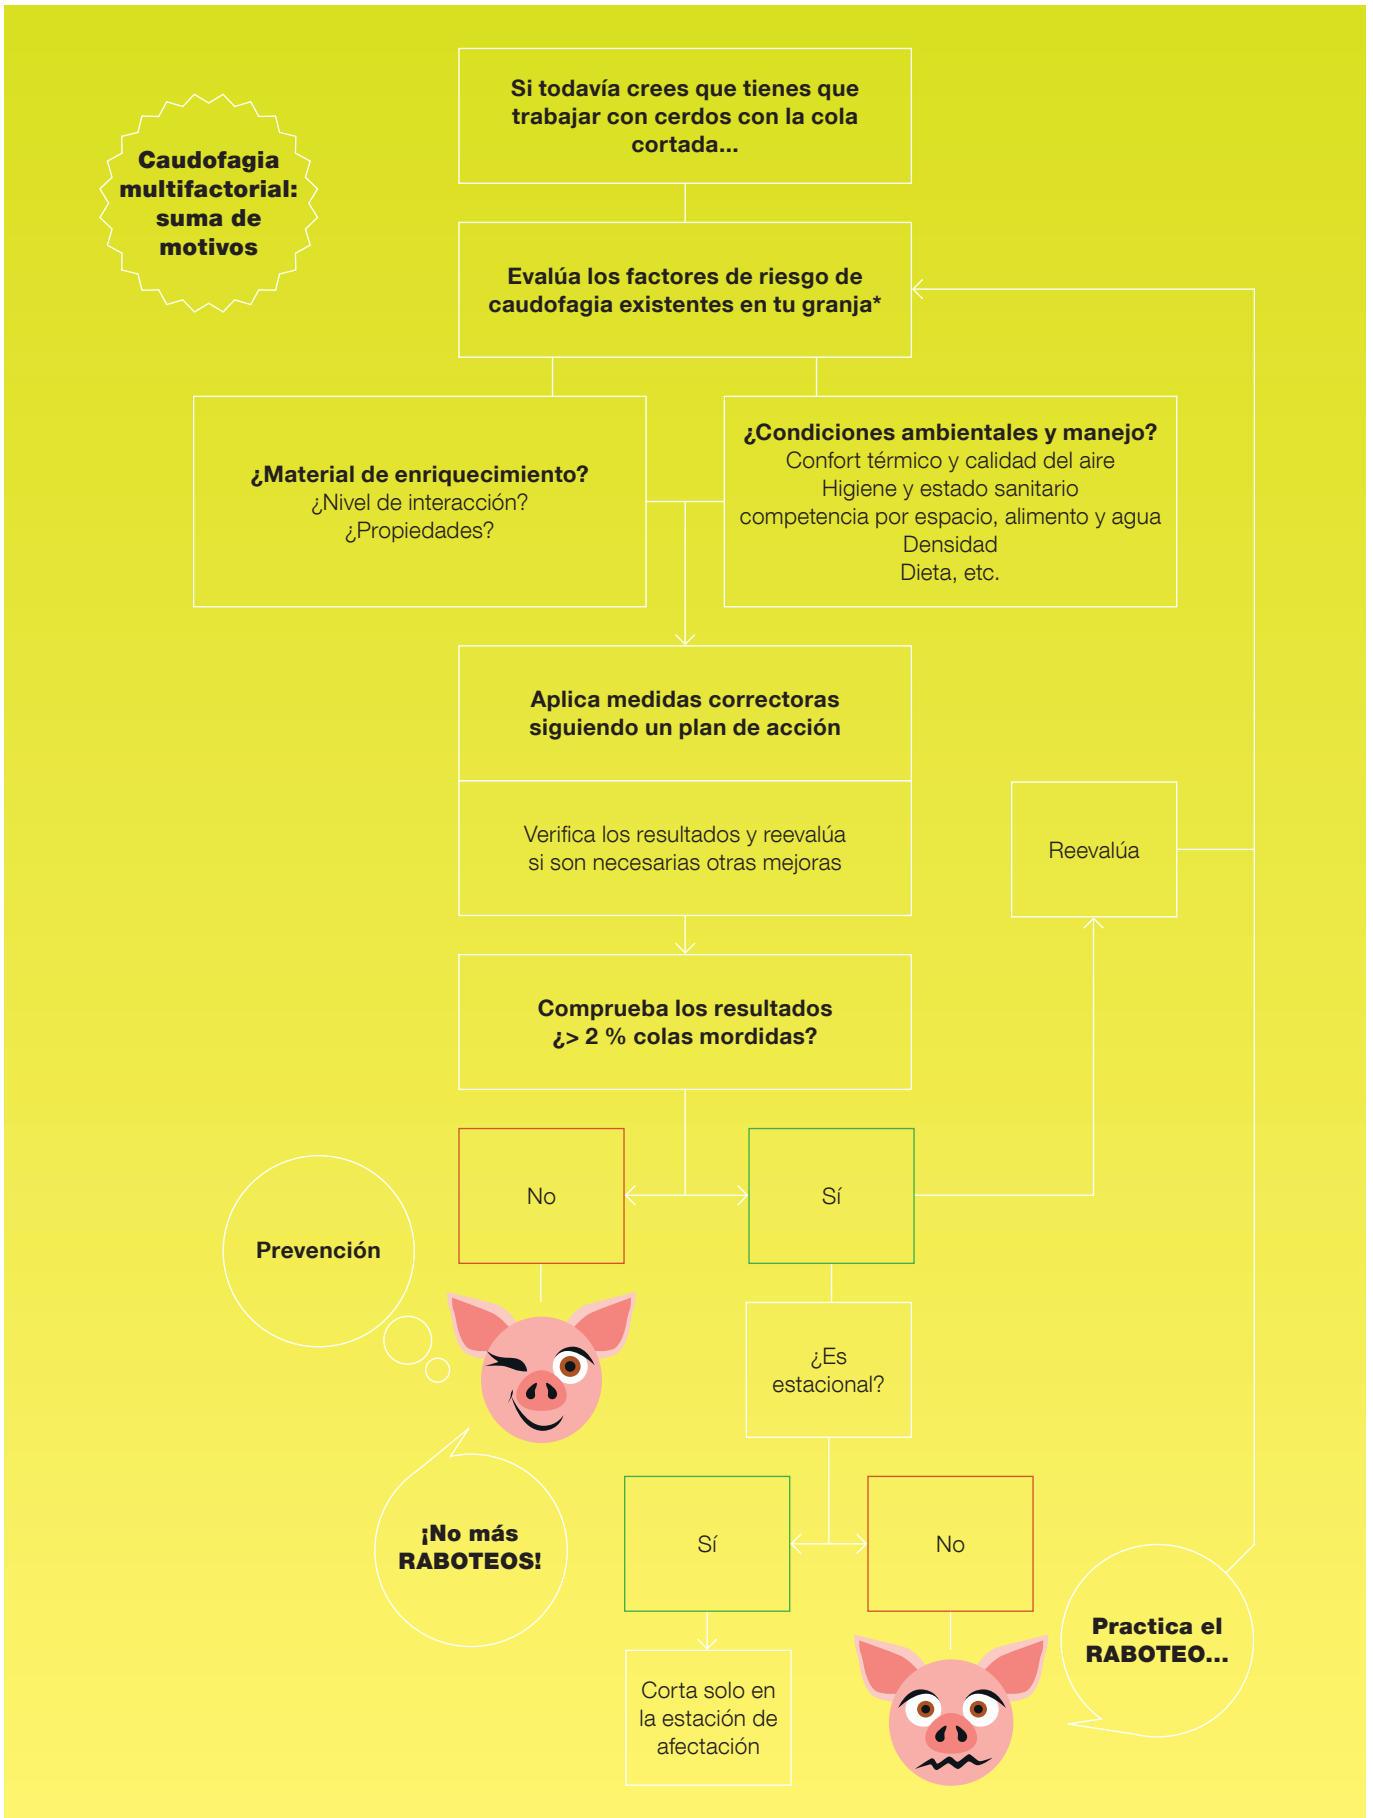 Si todavía crees que tienes que
trabajar con cerdos con la cola
cortada...
Caudofagia
multifactorial:
suma de
motivos
Evalúa los factores de riesgo de
caudofagia existentes en tu granja*
¿Material de enriquecimiento?
¿Nivel de interacción?
¿Propiedades?
¿Condiciones ambientales y manejo?
Confort térmico y calidad del aire
Higiene y estado sanitario
competencia por espacio, alimento y agua
Densidad
Dieta, etc.
Aplica medidas correctoras
siguiendo un plan de acción
Verifica los resultados y reevalúa
si son necesarias otras mejoras
Reevalúa
Comprueba los resultados
¿> 2 % colas mordidas?
No
Sí
Prevención
¿Es
estacional?
¡No más
RABOTEOS!
Sí
No
Practica el
RABOTEO...
Corta solo en
la estación de
afectación